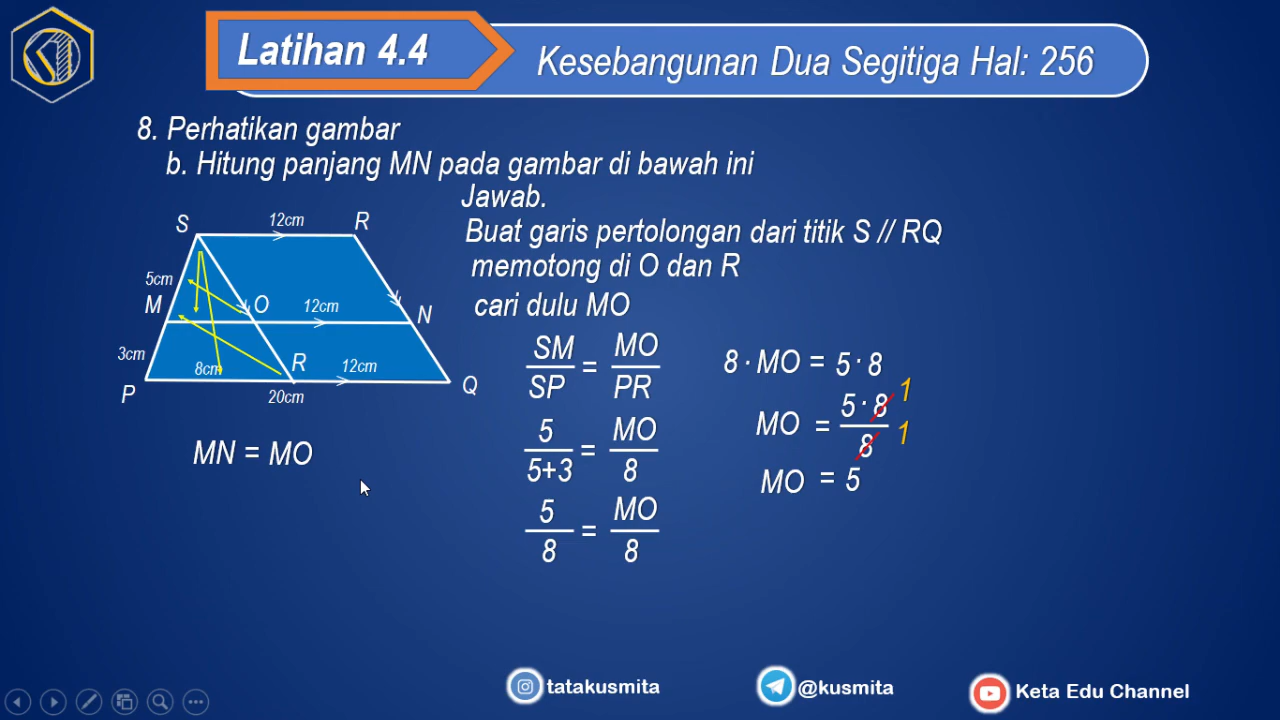 Latihan 4.4
Kesebangunan Dua Segitiga Hal: 256
8. Perhatikan gambar
b. Hitung panjang MN pada gambar di bawah ini
Jawab.
Buat garis pertolongan dari titik S // RQ
memotong di O dan R
cari dulu MO
S 12cm R
5cm
M O 12cm N
3cm 8cm R 12cm
P 20cm Q
MN = MO
SM/SP = MO/PR
5/5+3 = MO/8
5/8 = MO/8
8 · MO = 5 · 8
MO = 5 · 8/8 1 1
MO = 5
tatakusmita
@kusmita
Keta Edu Channel